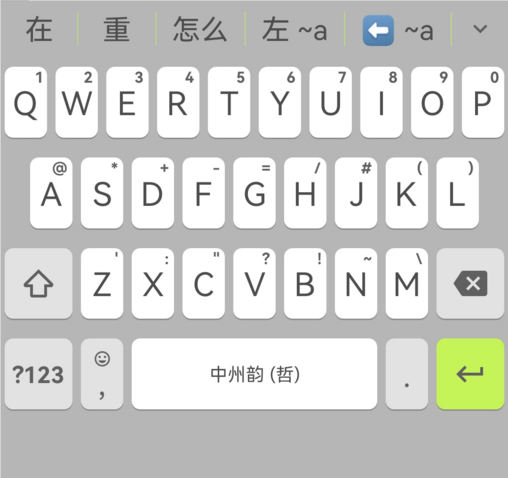 在 重 怎么 左 ~a ⬅️ ~a
1 2 3 4 5 6 7 8 9 0
Q W E R T Y U I O P
@ * + - = / # ( )
A S D F G H J K L
' : " ? ! ~ \
Z X C V B N M
?123 , 中州韵 (哲) .